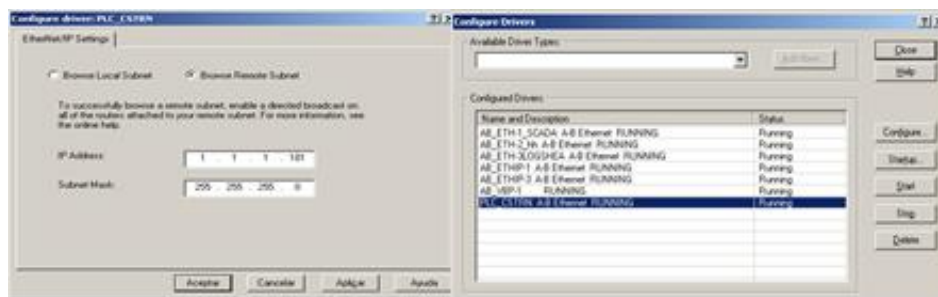 Configure driver: PLC_CSTRN
EtherNet/IP Settings
Browse Local Subnet
Browse Remote Subnet
To successfully browse a remote subnet, enable a directed broadcast on
all of the routers attached to your remote subnet. For more information, see
the online help.
IP Address:
1 . 1 . 1 . 101
Subnet Mask:
255 . 255 . 255 . 0
Aceptar
Cancelar
Aplicar
Ayuda
Configure Drivers
Available Driver Types:
Add New...
Close
Help
Configured Drivers:
Name and Description
Status
AB_ETH-1_SCADA A-B Ethernet RUNNING
Running
AB_ETH-2_hh A-B Ethernet RUNNING
Running
AB_ETH-3LOGSHEA A-B Ethernet RUNNING
Running
AB_ETHIP-1 A-B Ethernet RUNNING
Running
AB_ETHIP-3 A-B Ethernet RUNNING
Running
AB_VBP-1 RUNNING
Running
PLC_CSTRN A-B Ethernet RUNNING
Running
Configure...
Startup...
Start
Stop
Delete